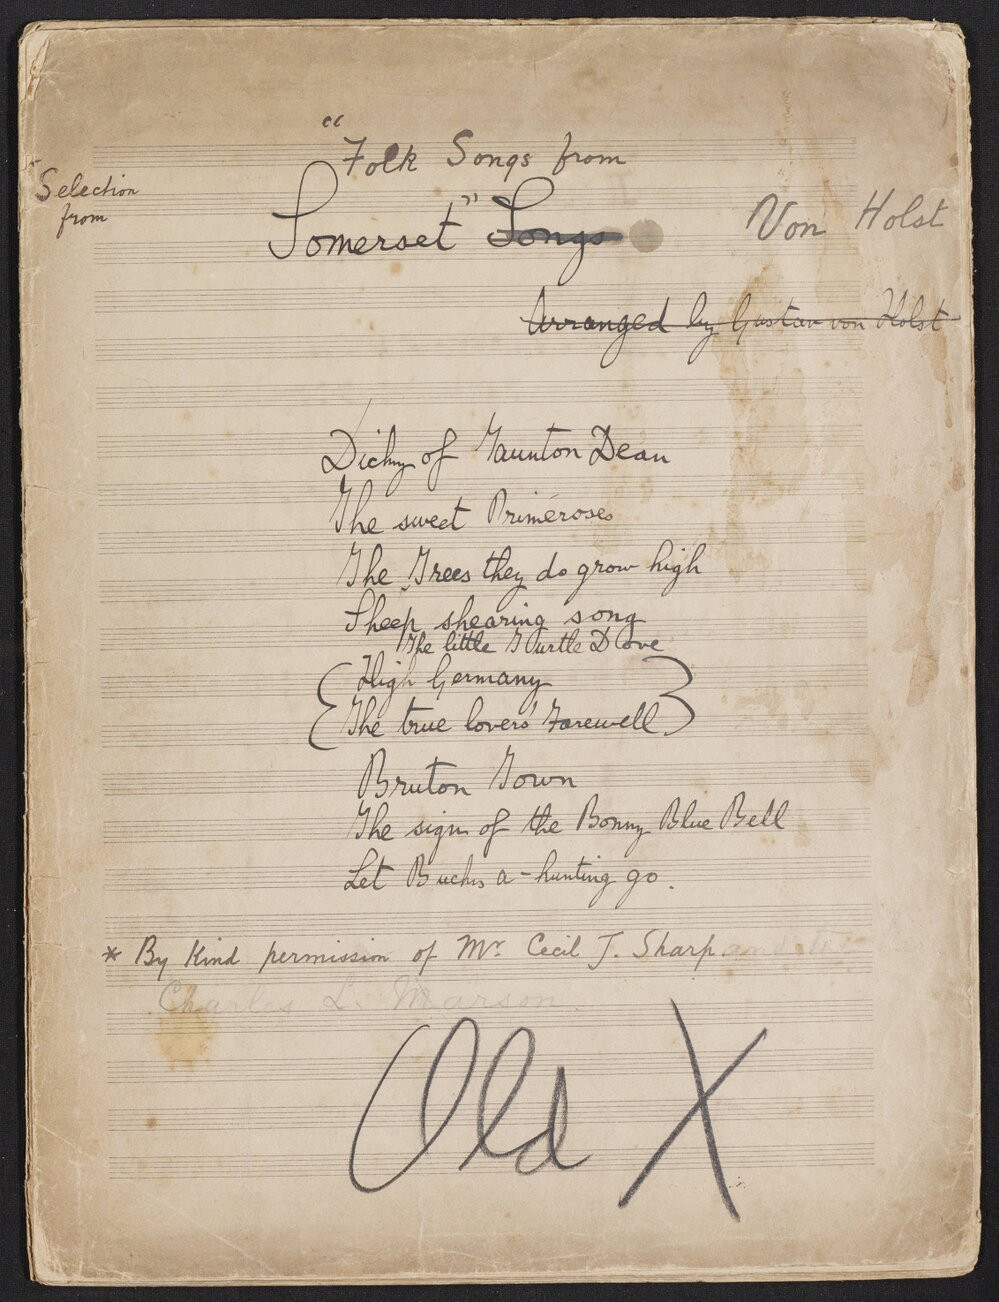 Selection
from
"Folk Songs from
Somerset" Songs
Von Holst
Arranged by Gustav von Holst
Dicky of Taunton Dean
The sweet Primeroses
The Trees they do grow high
Sheep shearing song
The little Turtle Dove
High Germany
The true lovers' Farewell
Bruton Town
The sign of the Bonny Blue Bell
Let Bucks a-hunting go.
* By Kind permission of Mr. Cecil J. Sharp and
Charles L. Marson.
Old X